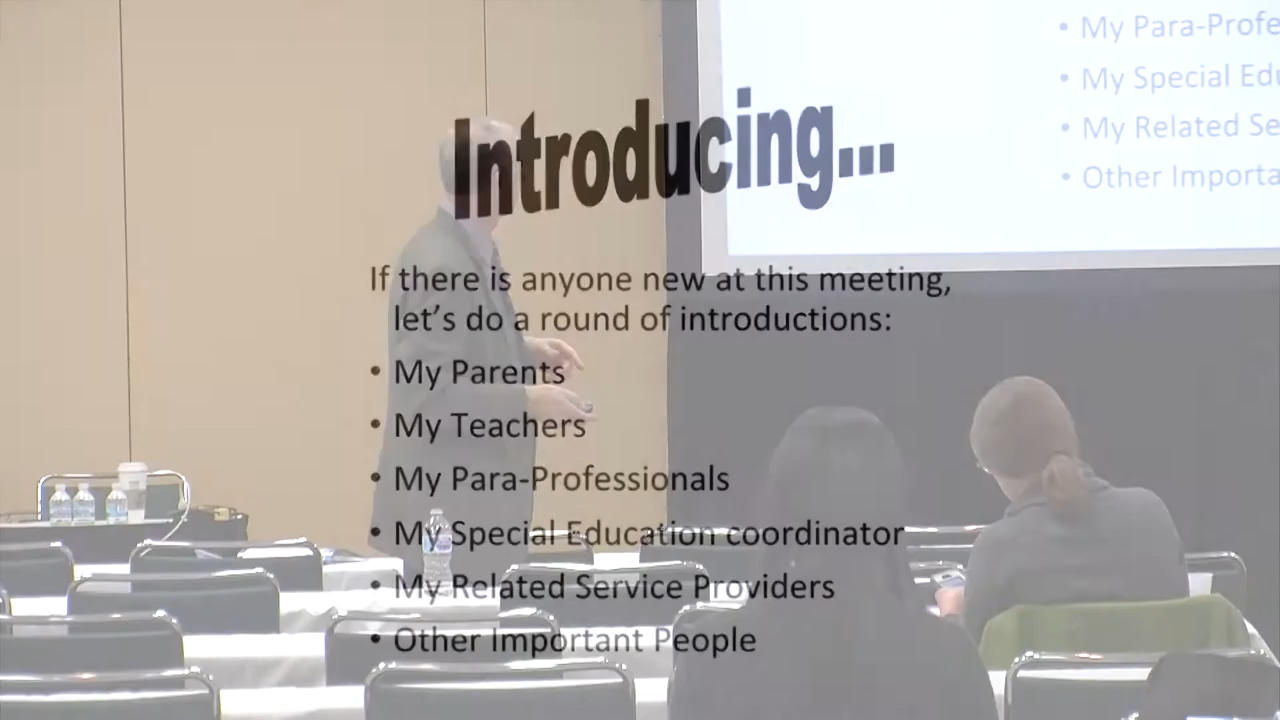 Introducing...
If there is anyone new at this meeting,
let's do a round of introductions:
• My Parents
• My Teachers
• My Para-Professionals
• My Special Education coordinator
• My Related Service Providers
• Other Important People
• My Para-Profe
• My Special Edu
• My Related Se
• Other Importa